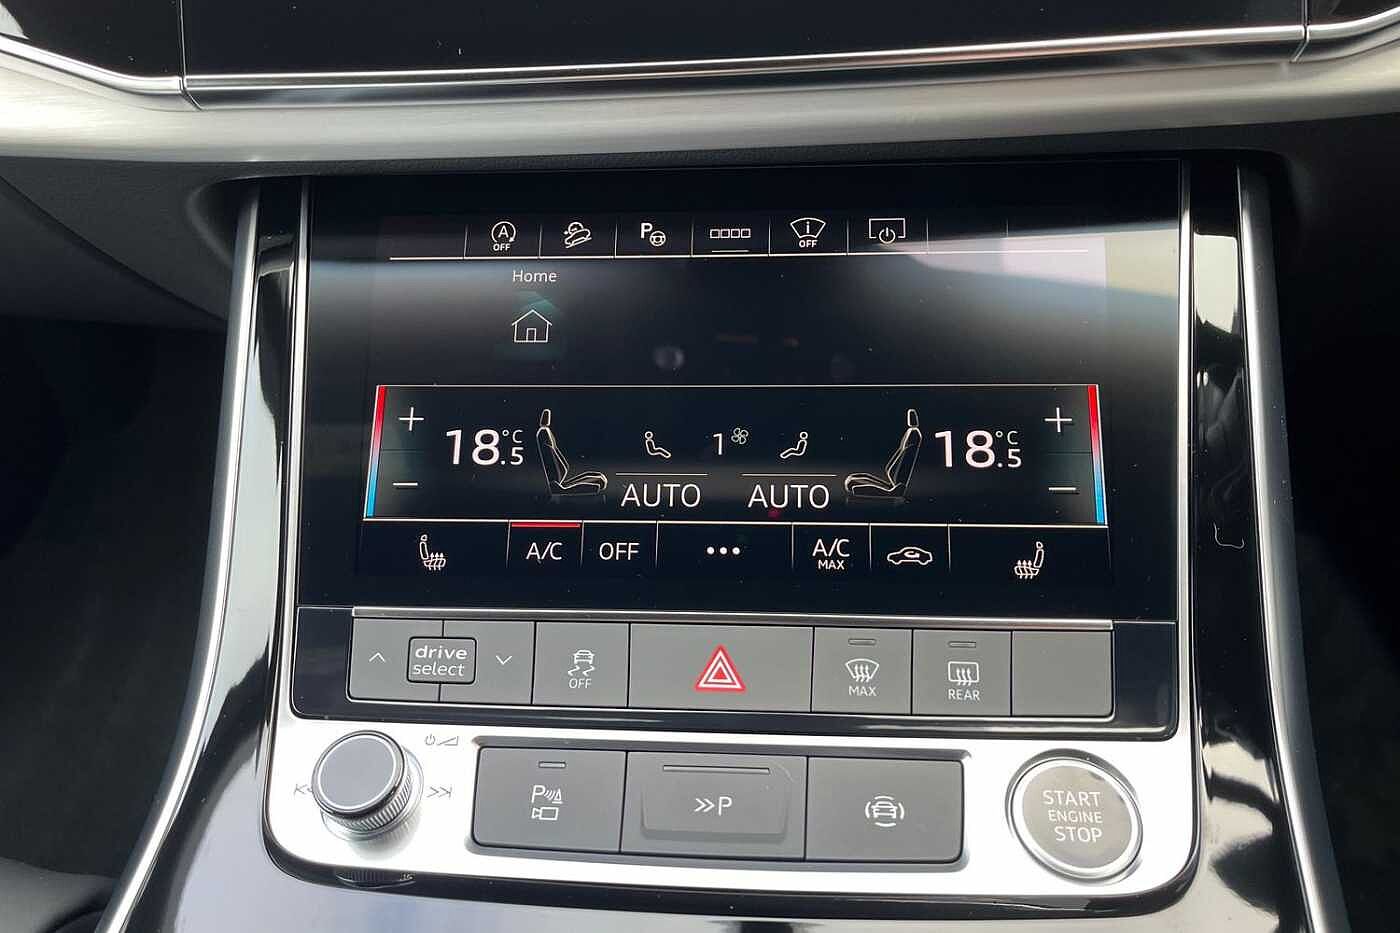 A
OFF
P
i
OFF
Home
+ 18.5°C 1 18.5°C +
− AUTO AUTO −
A/C OFF ••• A/C
MAX
drive
select
OFF
MAX
REAR
P
>>P
START
ENGINE
STOP